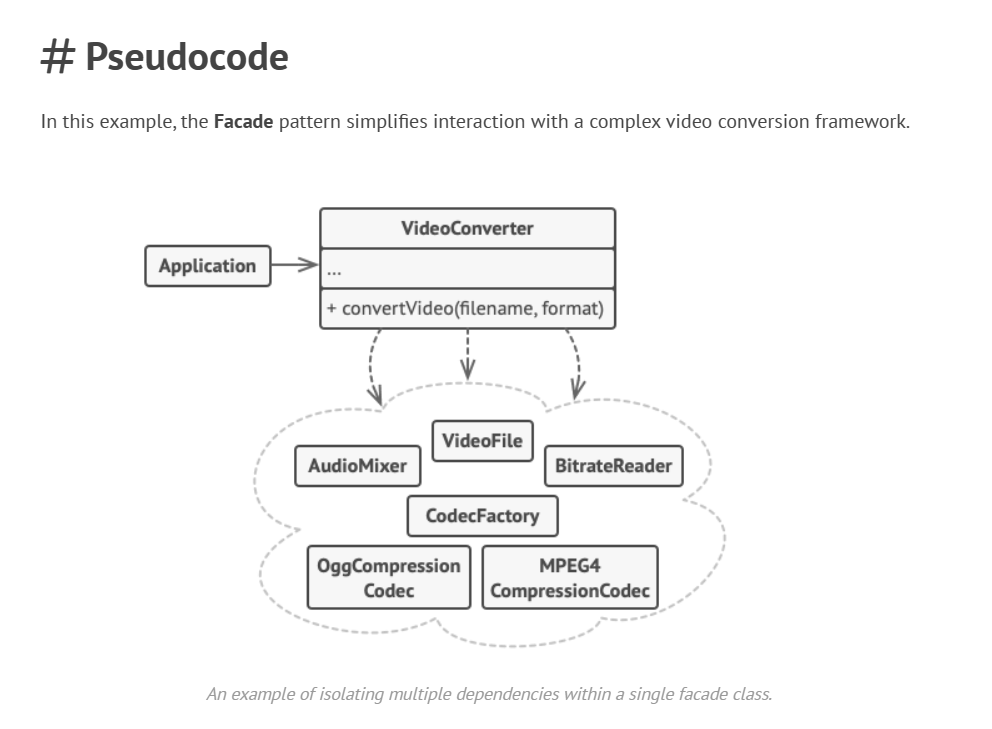 # Pseudocode
In this example, the Facade pattern simplifies interaction with a complex video conversion framework.
VideoConverter
Application
...
+ convertVideo(filename, format)
VideoFile
AudioMixer
BitrateReader
CodecFactory
OggCompression
Codec
MPEG4
CompressionCodec
An example of isolating multiple dependencies within a single facade class.